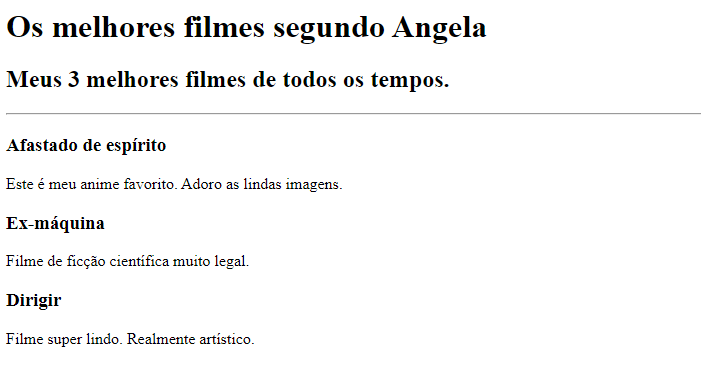 Os melhores filmes segundo Angela
Meus 3 melhores filmes de todos os tempos.
Afastado de espírito
Este é meu anime favorito. Adoro as lindas imagens.
Ex-máquina
Filme de ficção científica muito legal.
Dirigir
Filme super lindo. Realmente artístico.